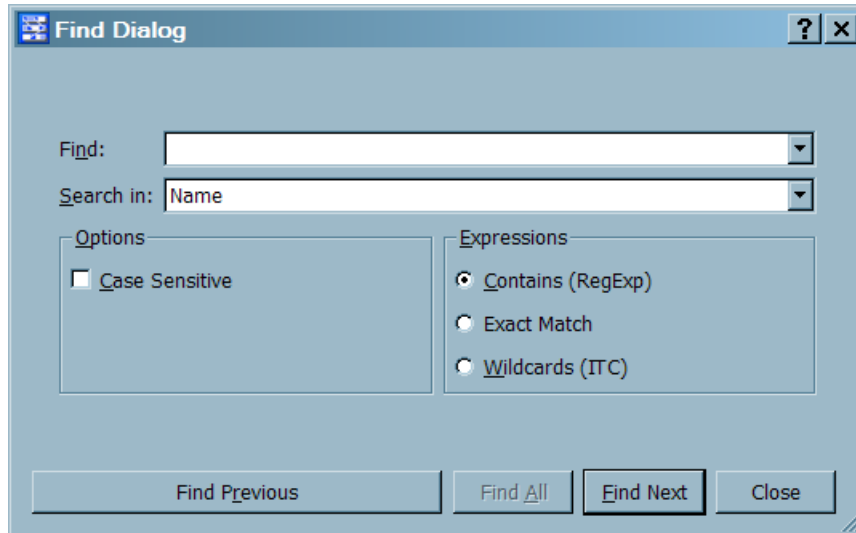 Find Dialog
Find:
Search in: Name
Options
Expressions
Case Sensitive
Contains (RegExp)
Exact Match
Wildcards (ITC)
Find Previous
Find All
Find Next
Close